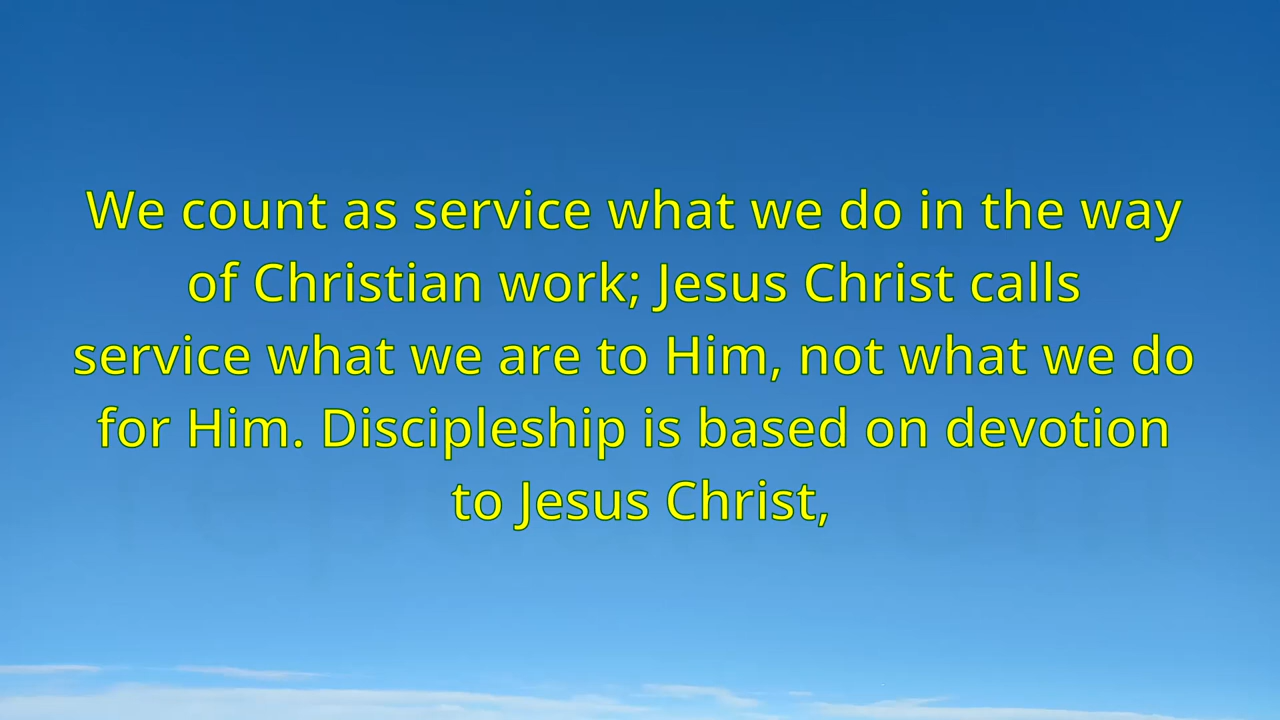 We count as service what we do in the way
of Christian work; Jesus Christ calls
service what we are to Him, not what we do
for Him. Discipleship is based on devotion
to Jesus Christ,